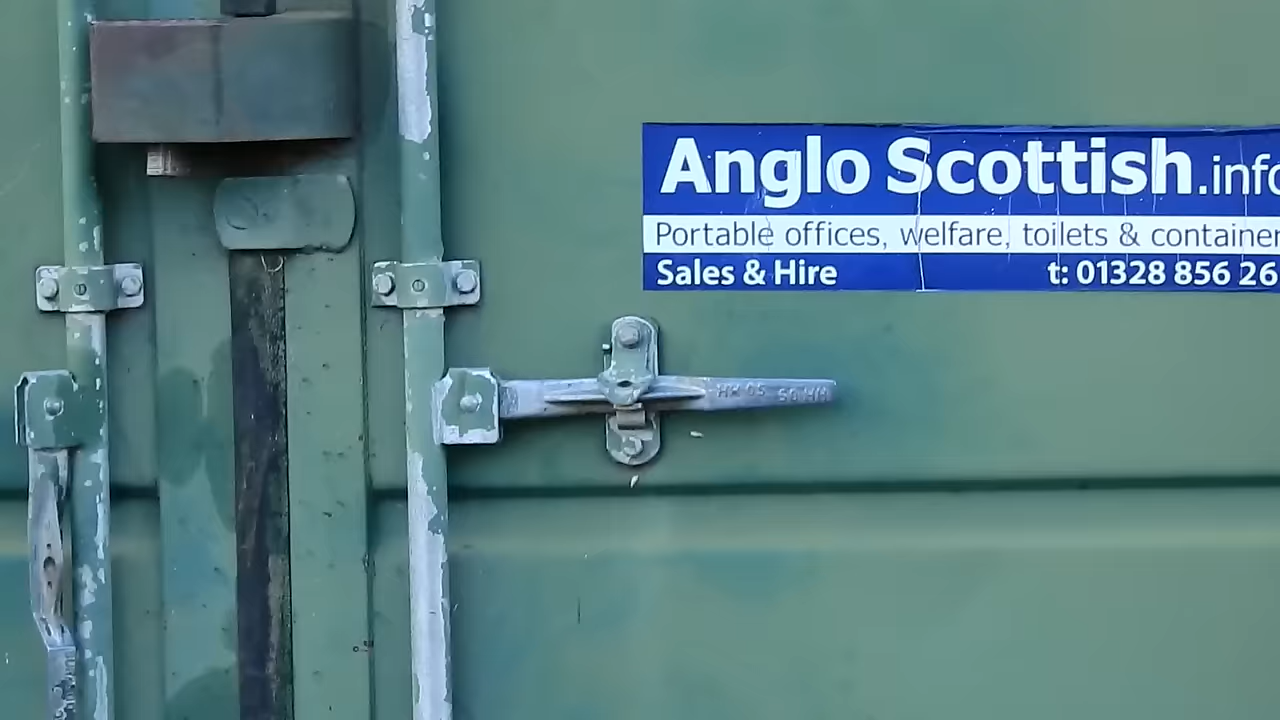 Anglo Scottish.info
Portable offices, welfare, toilets & container
Sales & Hire t: 01328 856 26